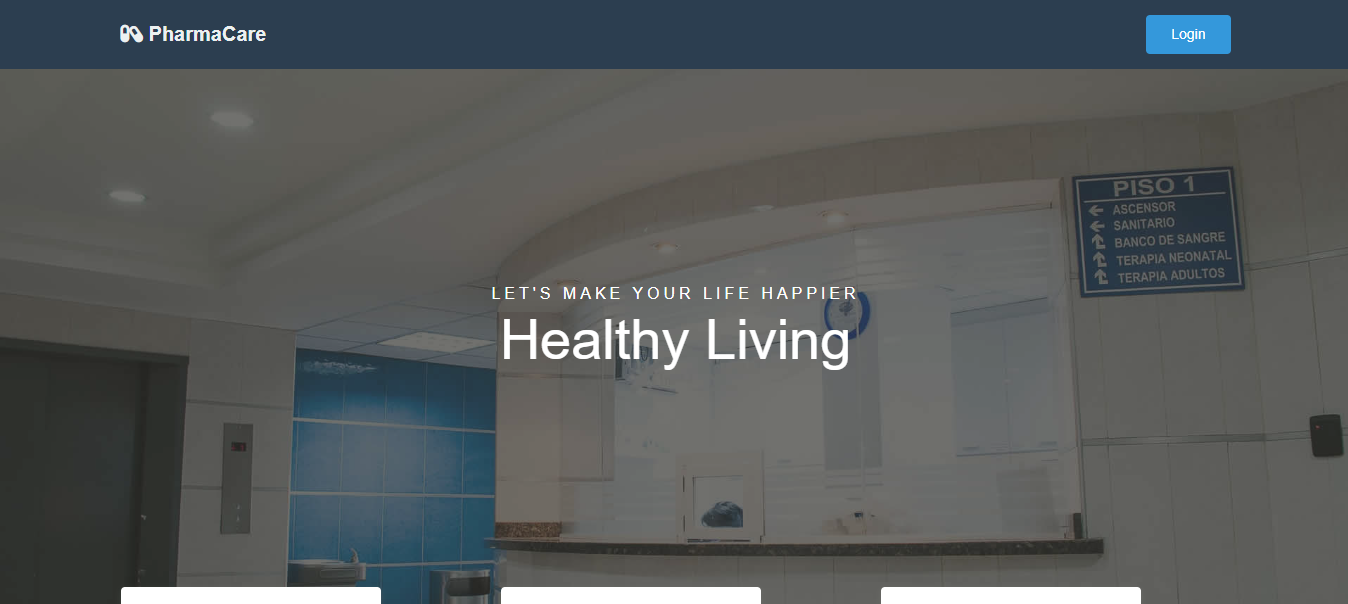 PharmaCare
Login
PISO 1
← ASCENSOR
← SANITARIO
↰ BANCO DE SANGRE
↰ TERAPIA NEONATAL
↰ TERAPIA ADULTOS
LET'S MAKE YOUR LIFE HAPPIER
Healthy Living